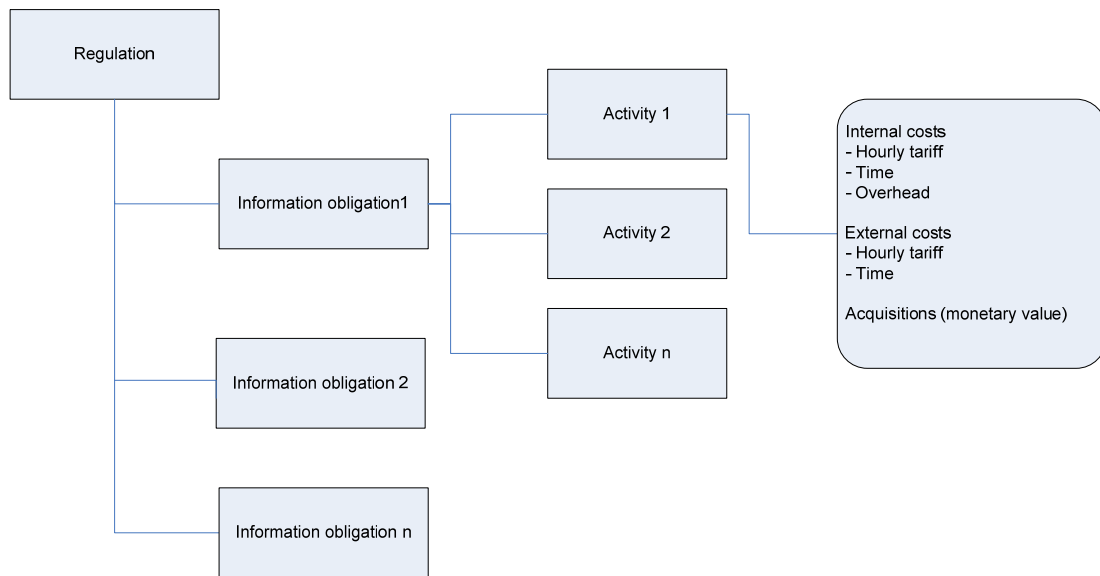 Regulation
Information obligation1
Information obligation 2
Information obligation n
Activity 1
Activity 2
Activity n
Internal costs
- Hourly tariff
- Time
- Overhead
External costs
- Hourly tariff
- Time
Acquisitions (monetary value)